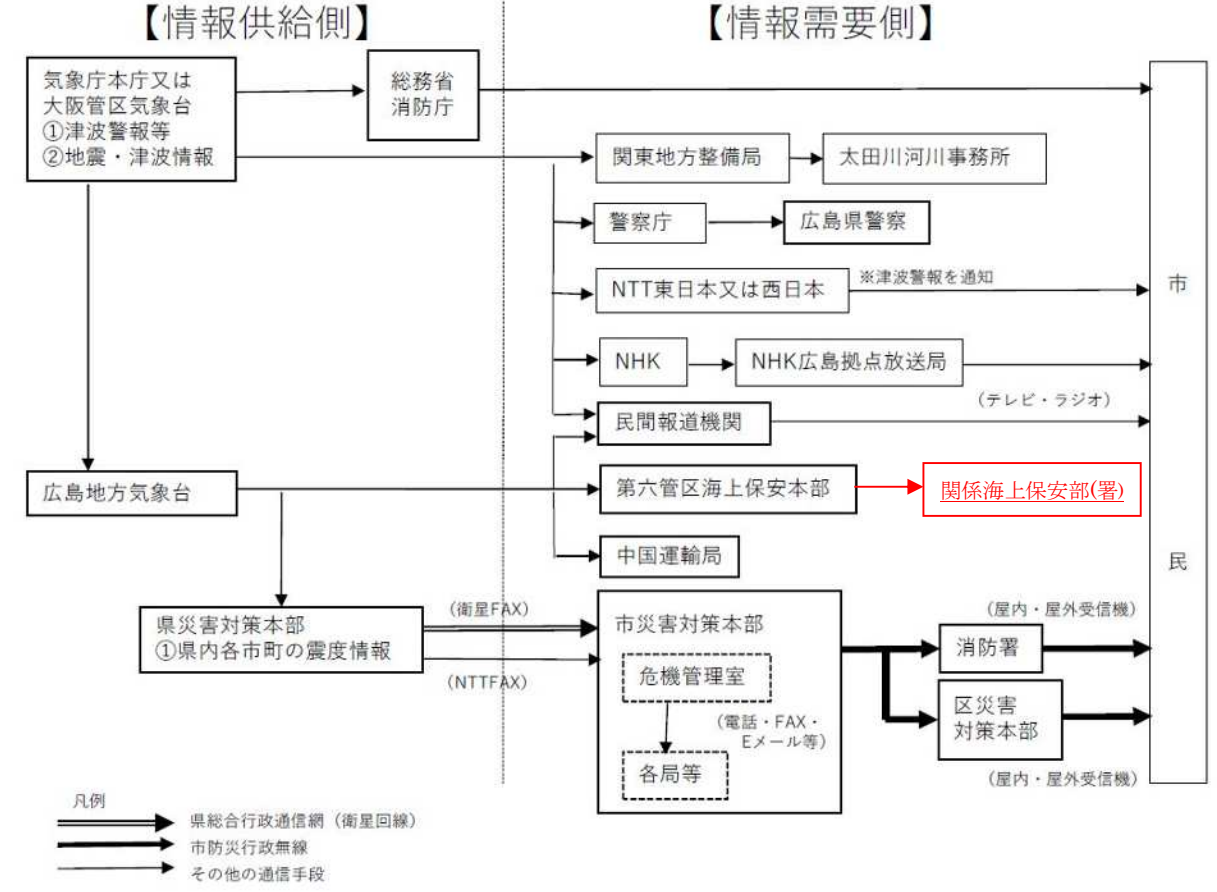 【情報供給側】
【情報需要側】
気象庁本庁又は
大阪管区気象台
①津波警報等
②地震・津波情報
総務省
消防庁
関東地方整備局
太田川河川事務所
警察庁
広島県警察
NTT東日本又は西日本
※津波警報を通知
NHK
NHK広島拠点放送局
(テレビ・ラジオ)
民間報道機関
広島地方気象台
第六管区海上保安本部
関係海上保安部(署)
中国運輸局
市
民
県災害対策本部
①県内各市町の震度情報
(衛星FAX)
(NTTFAX)
市災害対策本部
危機管理室
(電話・FAX・
Eメール等)
各局等
(屋内・屋外受信機)
消防署
区災害
対策本部
(屋内・屋外受信機)
凡例
県総合行政通信網(衛星回線)
市防災行政無線
その他の通信手段